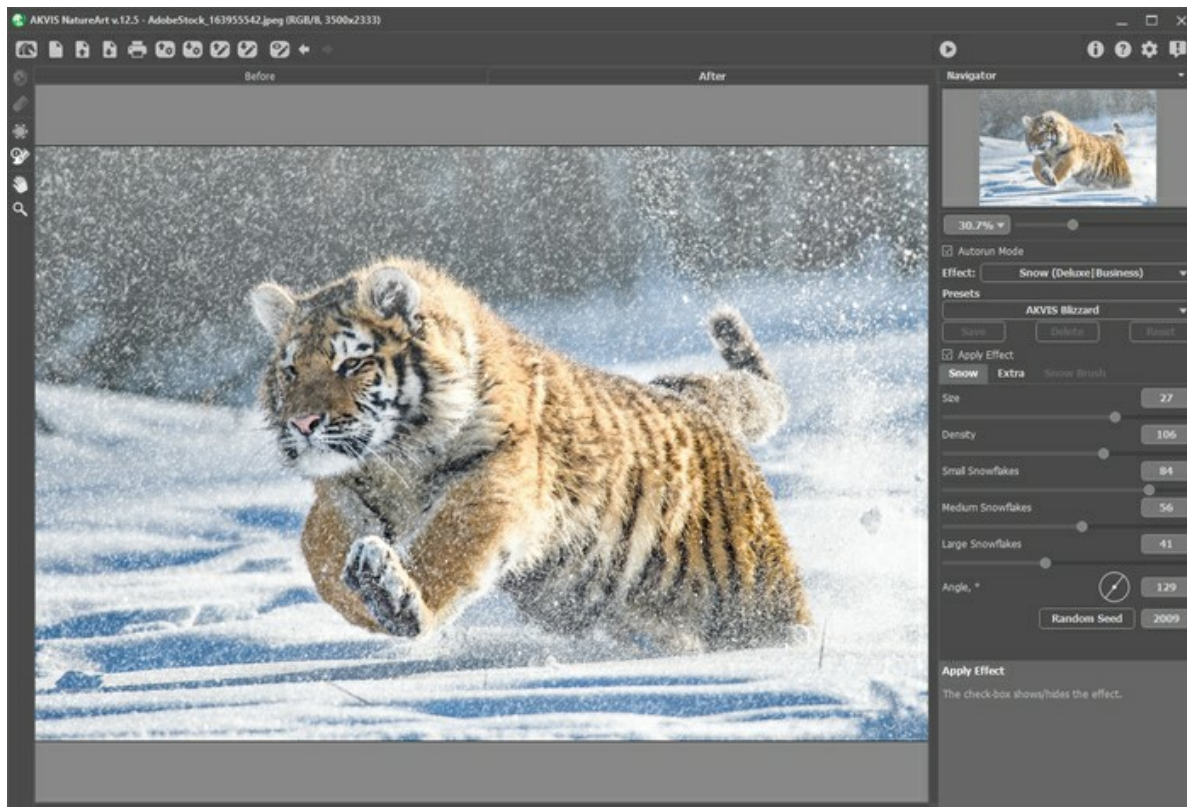 AKVIS NatureArt v.12.5 - AdobeStock_163955542.jpeg (RGB/8, 3500x2333)
Before
After
Navigator
30.7%
Autorun Mode
Effect: Snow (Deluxe|Business)
Presets
AKVIS Blizzard
Save Delete Reset
Apply Effect
Snow Extra Snow Brush
Size 27
Density 106
Small Snowflakes 84
Medium Snowflakes 56
Large Snowflakes 41
Angle, ° 129
Random Seed 2009
Apply Effect
The check-box shows/hides the effect.